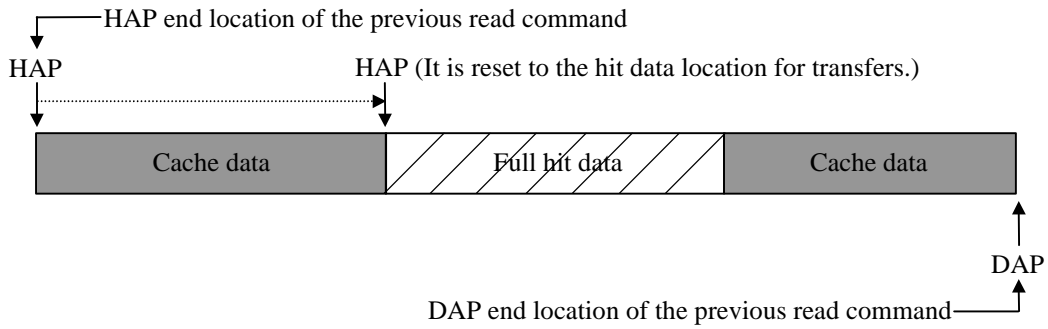 HAP end location of the previous read command
HAP
HAP (It is reset to the hit data location for transfers.)
Cache data
Full hit data
Cache data
DAP
DAP end location of the previous read command